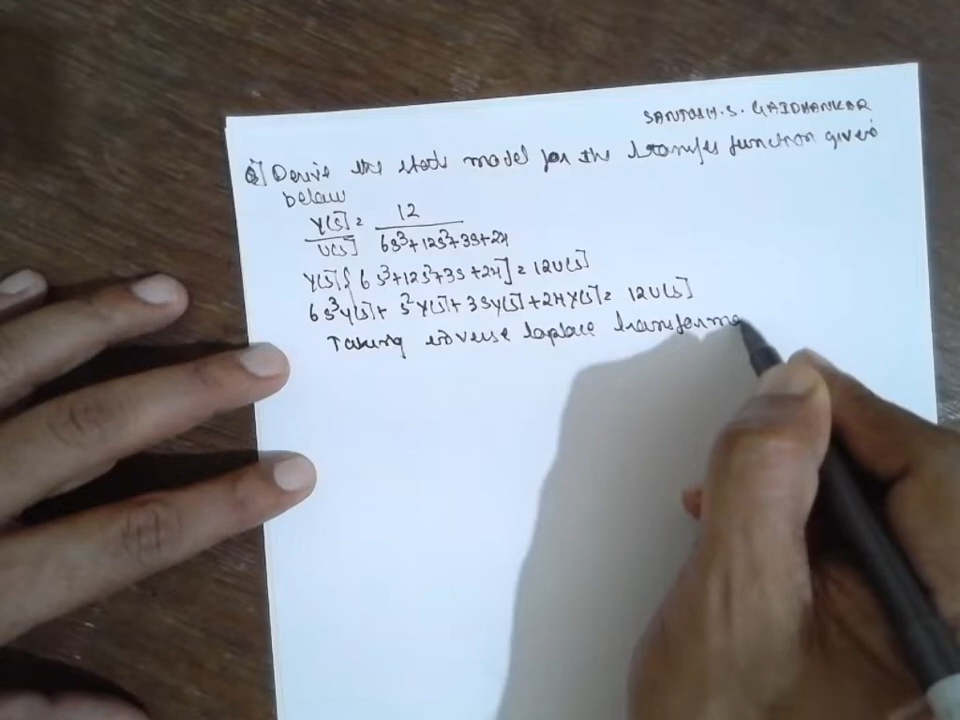 SANTOSH.S. GAIDHANKAR
Q] Derive the state model for the transfer function given
below
Y[s] = 12
U[s] 6s³+12s²+3s+24
Y[s] [6s³+12s²+3s+24] = 12U[s]
6s³Y[s]+ s²Y[s]+3sY[s]+24Y[s]= 12U[s]
Taking inverse laplace transforme